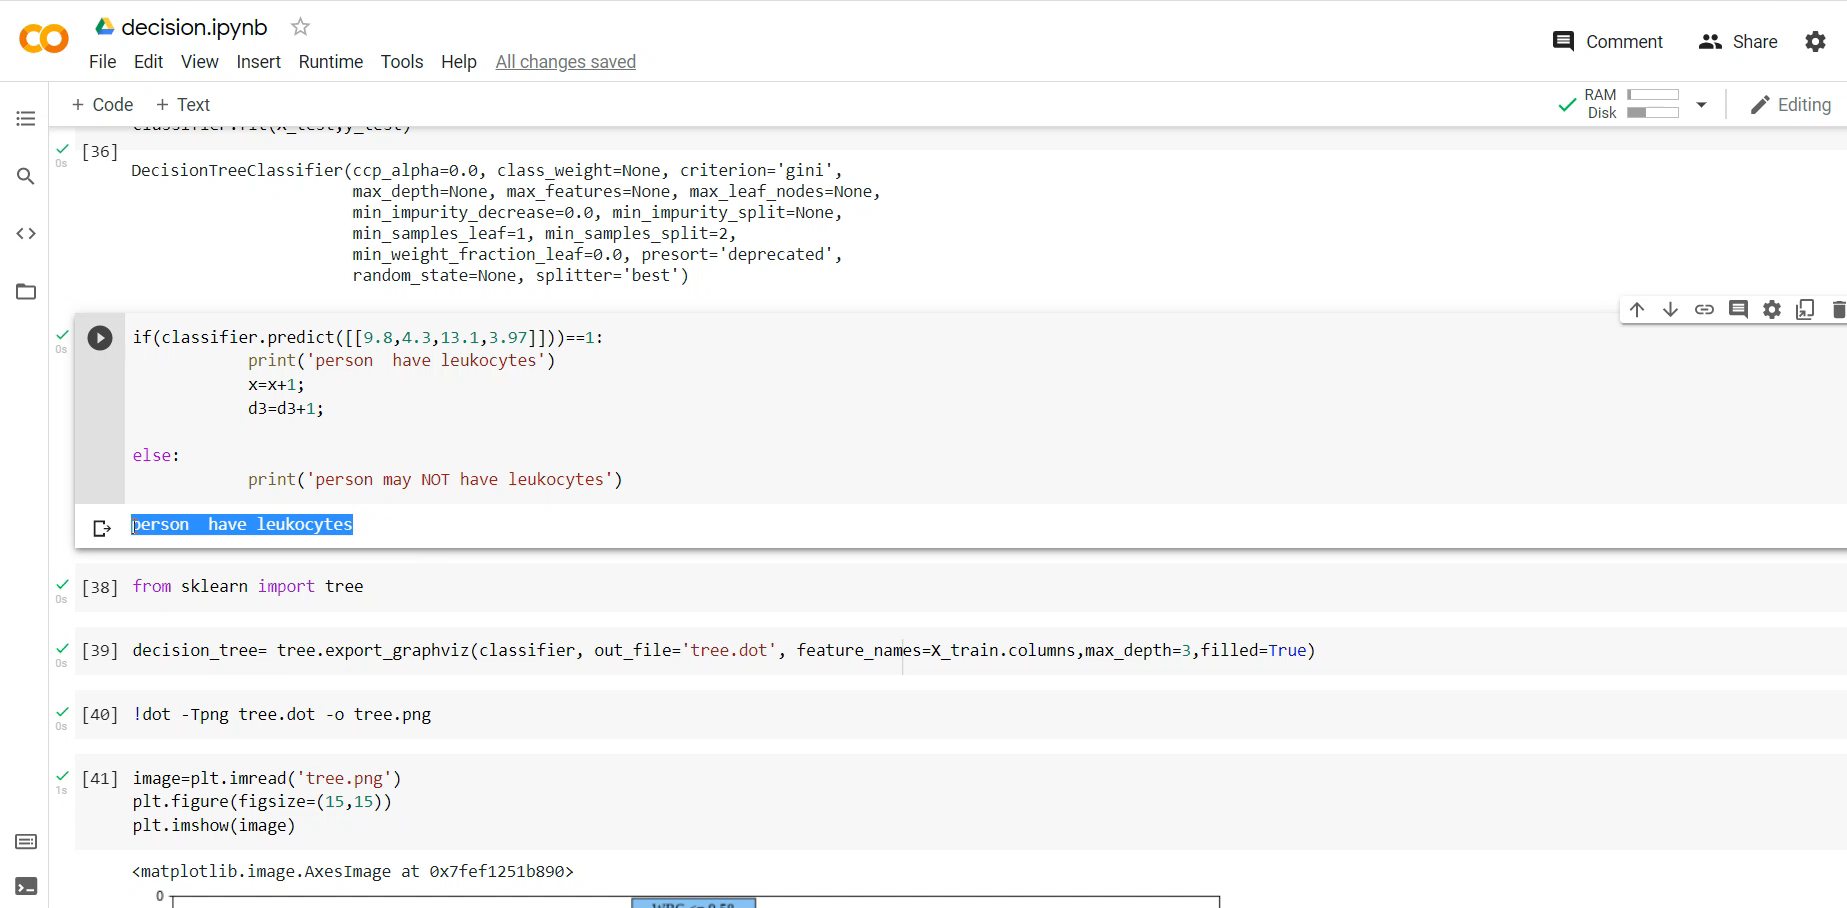 decision.ipynb
File Edit View Insert Runtime Tools Help All changes saved
Comment Share
+ Code + Text
RAM
Disk
Editing
classifier.fit(X_test,y_test)
0s [36]
DecisionTreeClassifier(ccp_alpha=0.0, class_weight=None, criterion='gini',
max_depth=None, max_features=None, max_leaf_nodes=None,
min_impurity_decrease=0.0, min_impurity_split=None,
min_samples_leaf=1, min_samples_split=2,
min_weight_fraction_leaf=0.0, presort='deprecated',
random_state=None, splitter='best')
0s
if(classifier.predict([[9.8,4.3,13.1,3.97]]))==1:
print('person  have leukocytes')
x=x+1;
d3=d3+1;
else:
print('person may NOT have leukocytes')
person  have leukocytes
0s [38] from sklearn import tree
0s [39] decision_tree= tree.export_graphviz(classifier, out_file='tree.dot', feature_names=X_train.columns,max_depth=3,filled=True)
0s [40] !dot -Tpng tree.dot -o tree.png
1s [41] image=plt.imread('tree.png')
plt.figure(figsize=(15,15))
plt.imshow(image)
<matplotlib.image.AxesImage at 0x7fef1251b890>
0